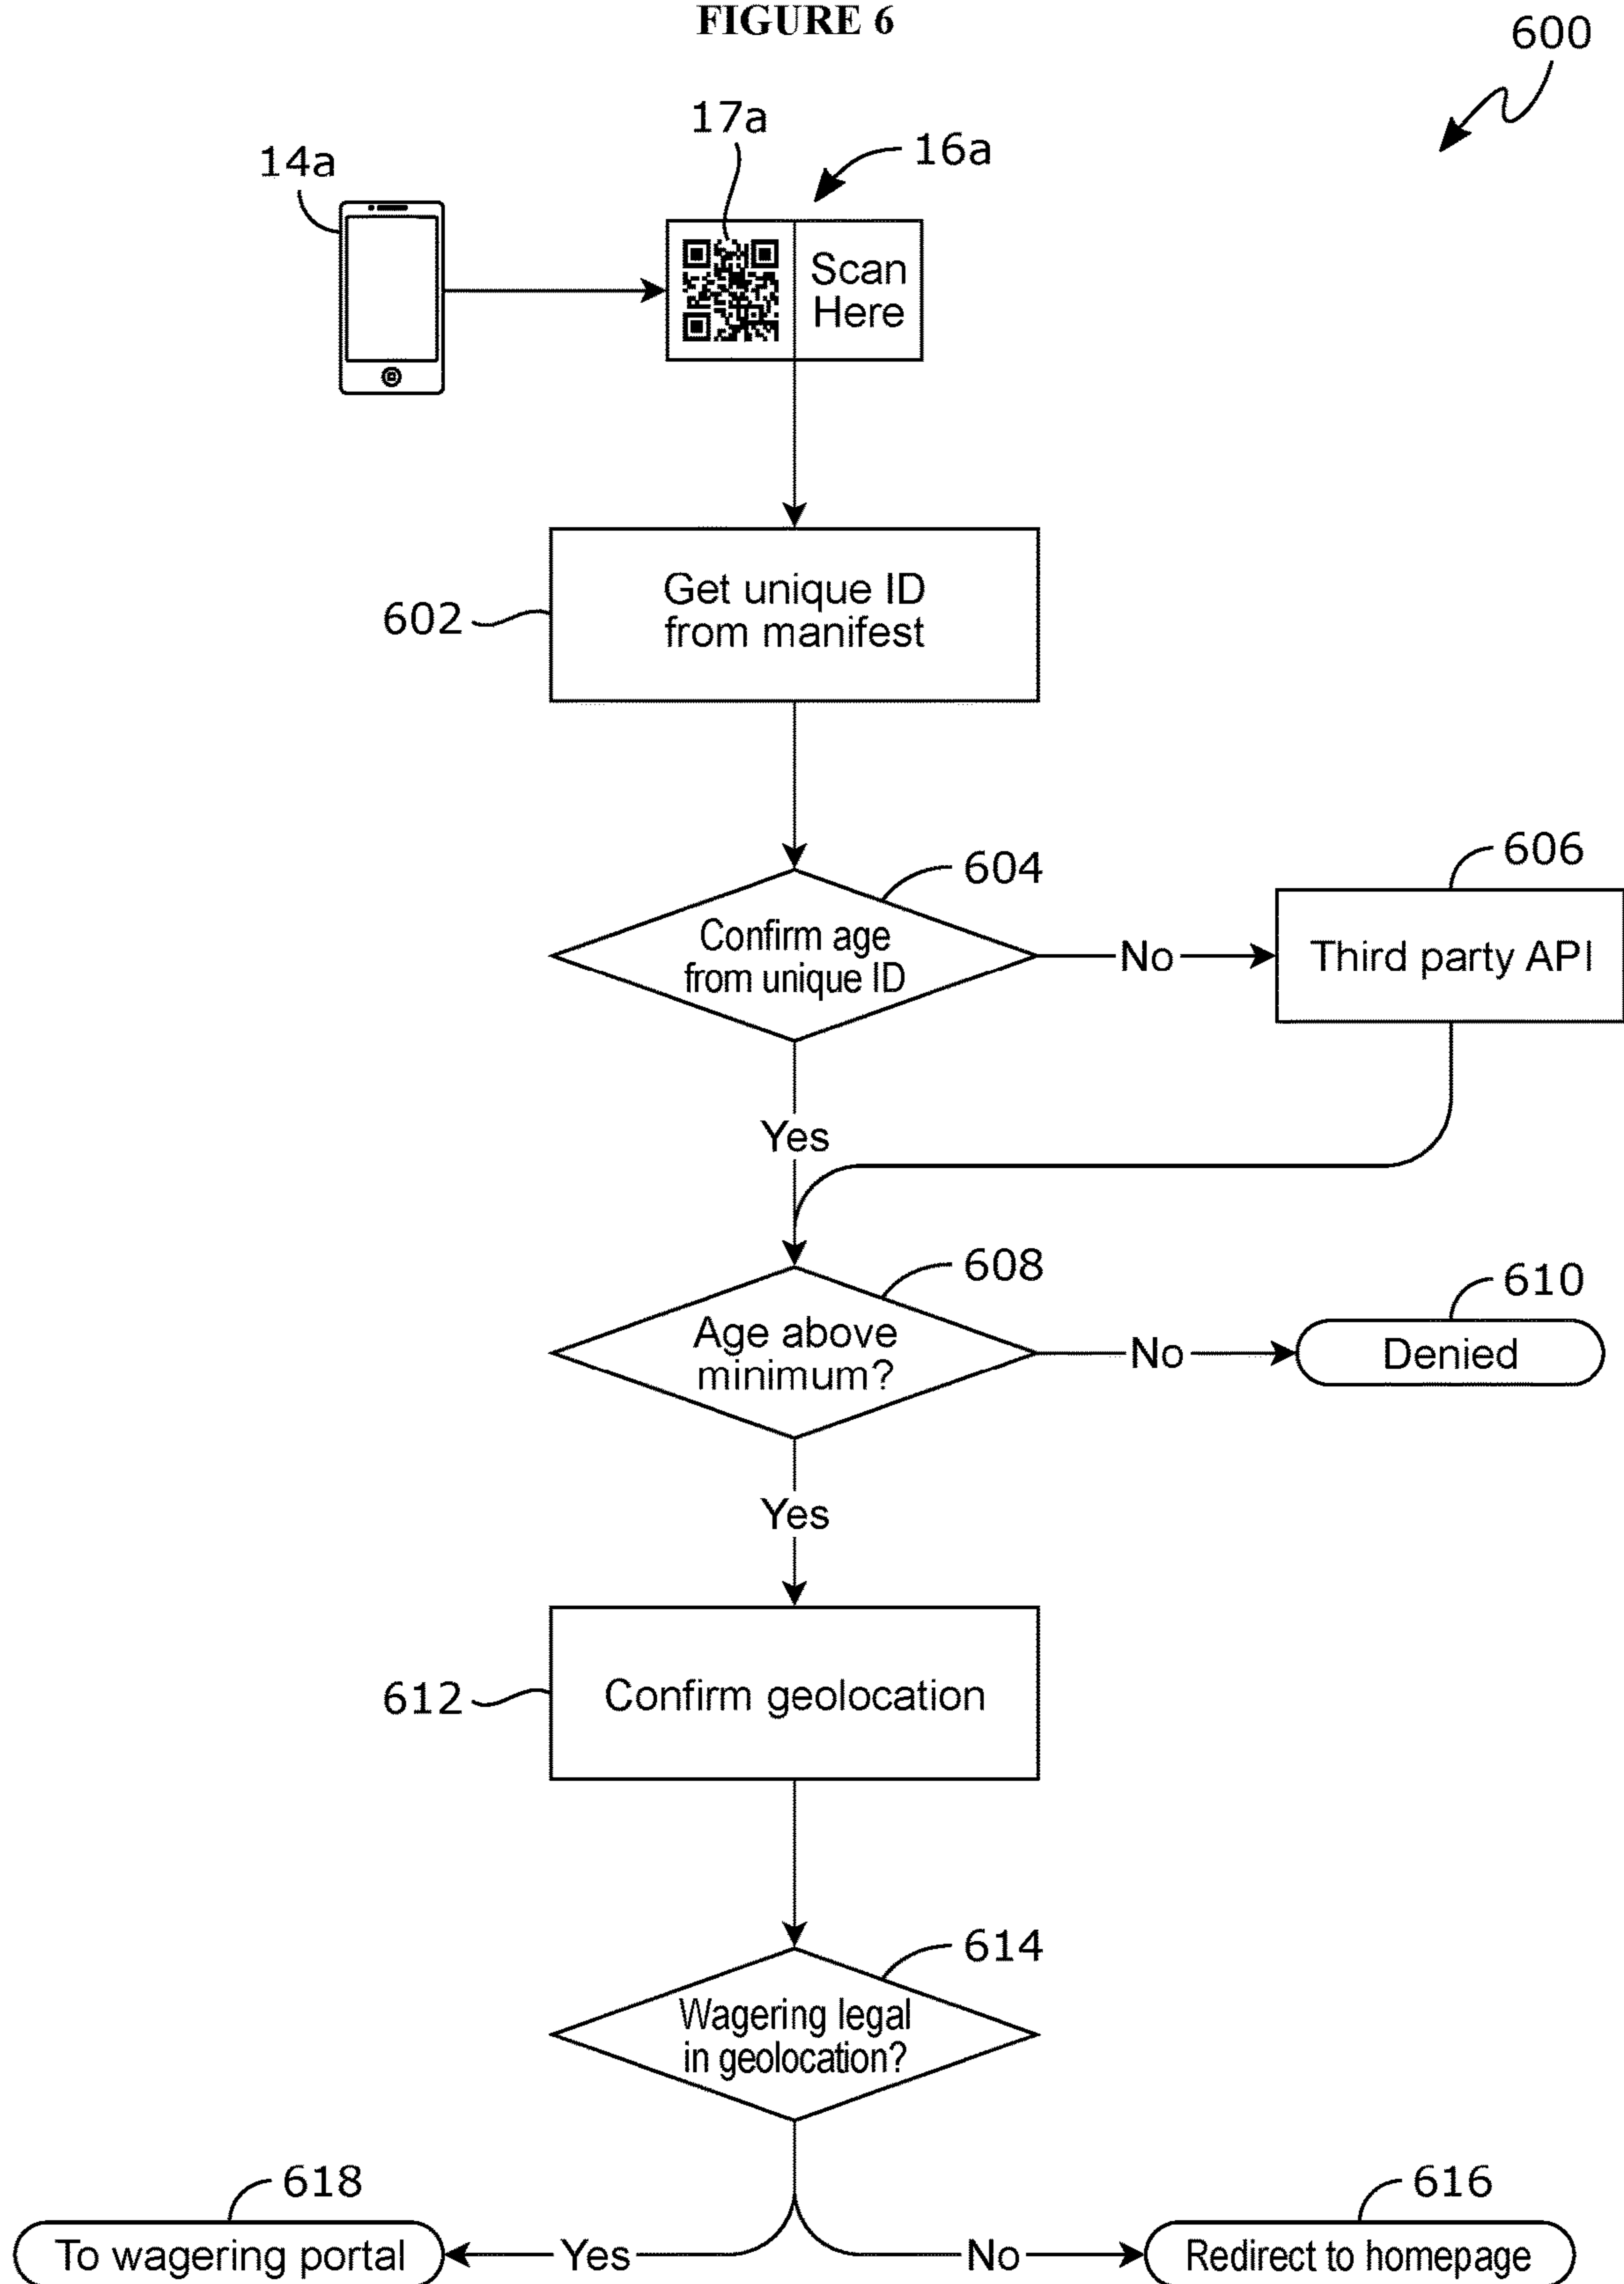 FIGURE 6
600
17a
16a
14a
Scan
Here
Get unique ID
from manifest
602
604
606
Confirm age
from unique ID
No
Third party API
Yes
608
610
Age above
minimum?
No
Denied
Yes
612
Confirm geolocation
614
Wagering legal
in geolocation?
618
616
To wagering portal
Yes
No
Redirect to homepage